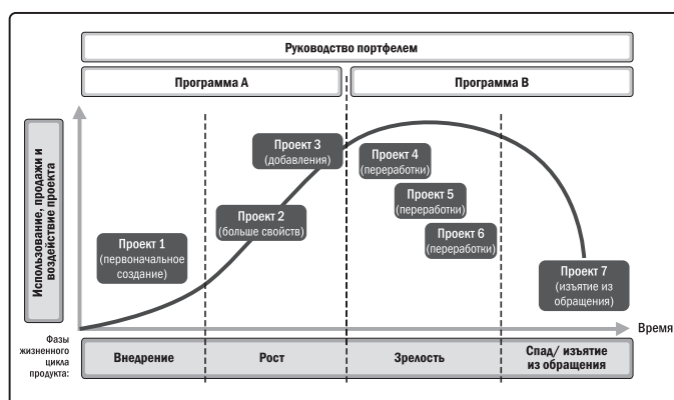 Руководство портфелем
Программа А
Программа В
Использование, продажи и
воздействие проекта
Проект 3
(добавления)
Проект 4
(переработки)
Проект 5
(переработки)
Проект 2
(больше свойств)
Проект 6
(переработки)
Проект 1
(первоначальное
создание)
Проект 7
(изъятие из
обращения)
Время
Фазы
жизненного
цикла
продукта:
Внедрение
Рост
Зрелость
Спад/ изъятие
из обращения